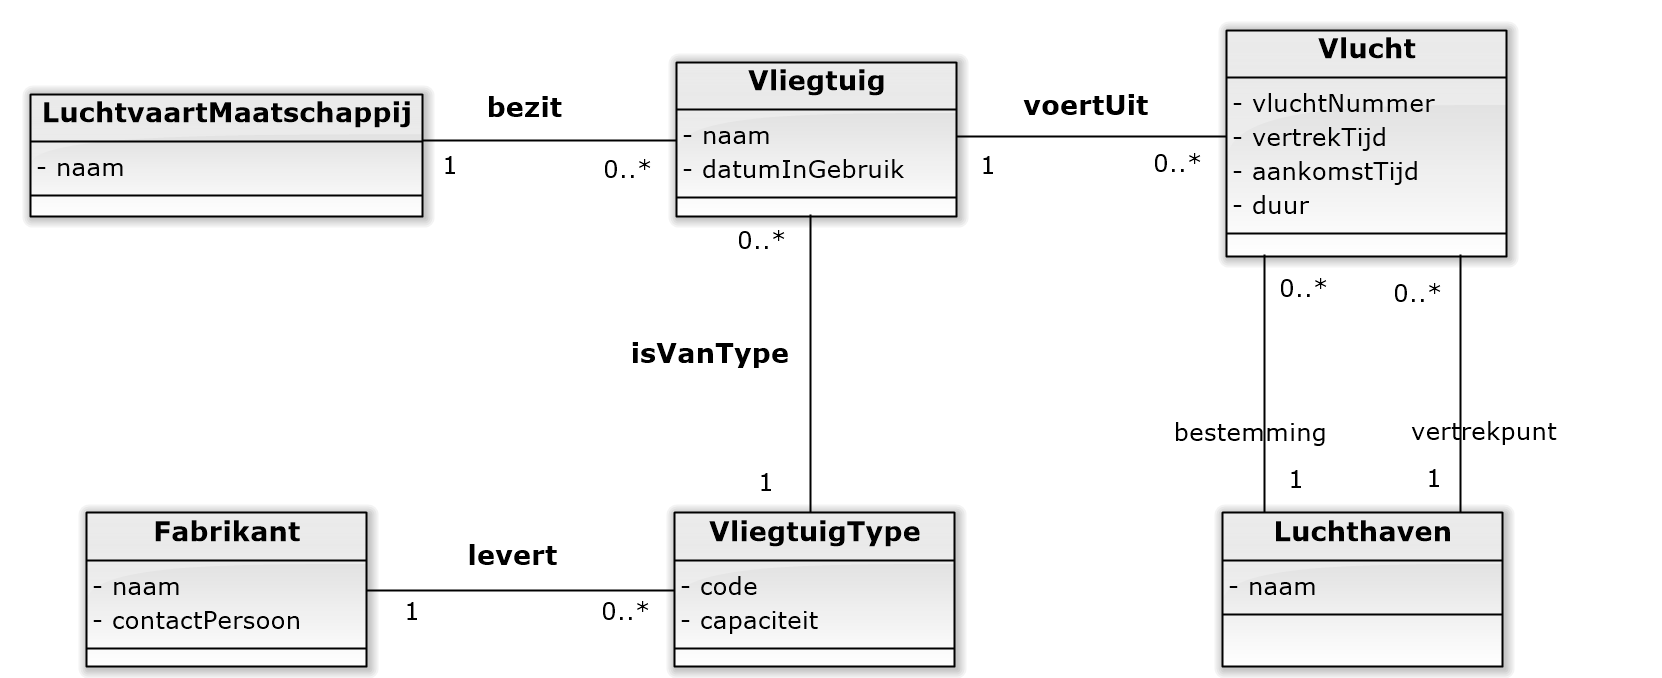 LuchtvaartMaatschappij
- naam
bezit
1
0..*
Vliegtuig
- naam
- datumInGebruik
voertUit
1
0..*
Vlucht
- vluchtNummer
- vertrekTijd
- aankomstTijd
- duur
0..*
isVanType
1
0..*
0..*
bestemming
vertrekpunt
1
1
Fabrikant
- naam
- contactPersoon
levert
1
0..*
VliegtuigType
- code
- capaciteit
Luchthaven
- naam